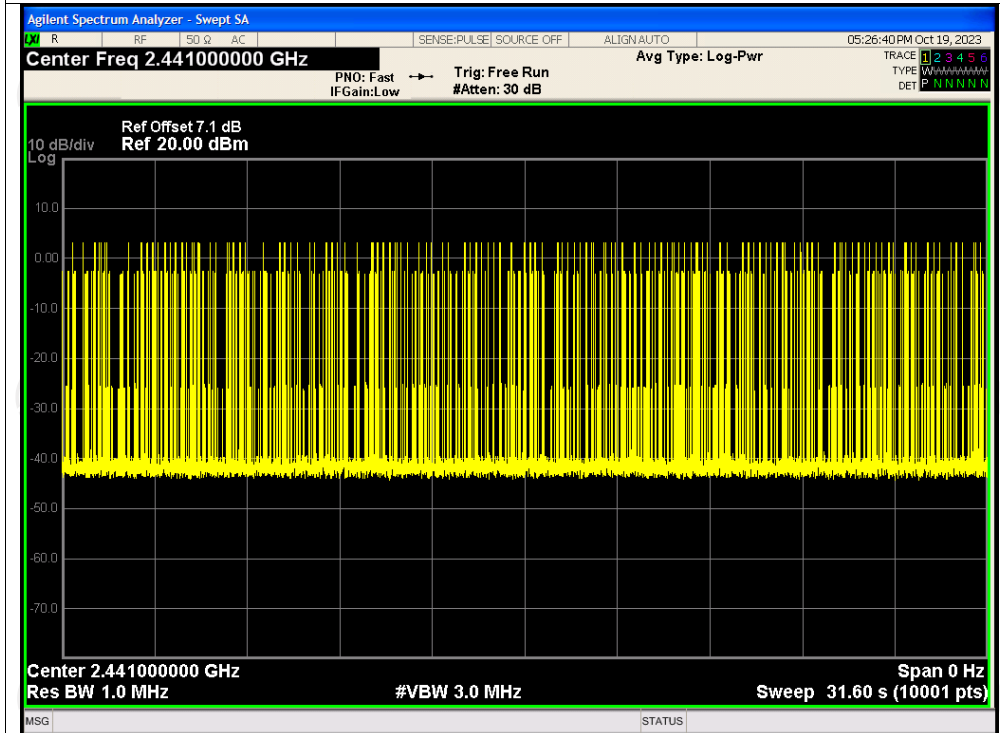 Agilent Spectrum Analyzer - Swept SA
LXI R RF 50 Ω AC SENSE:PULSE SOURCE OFF ALIGN AUTO 05:26:40 PM Oct 19, 2023
Center Freq 2.441000000 GHz
PNO: Fast
IFGain:Low
Trig: Free Run
#Atten: 30 dB
Avg Type: Log-Pwr
TRACE 1 2 3 4 5 6
TYPE WWWWWW
DET P N N N N N
Ref Offset 7.1 dB
10 dB/div Ref 20.00 dBm
Log
10.0
0.00
-10.0
-20.0
-30.0
-40.0
-50.0
-60.0
-70.0
Center 2.441000000 GHz Span 0 Hz
Res BW 1.0 MHz #VBW 3.0 MHz Sweep 31.60 s (10001 pts)
MSG STATUS